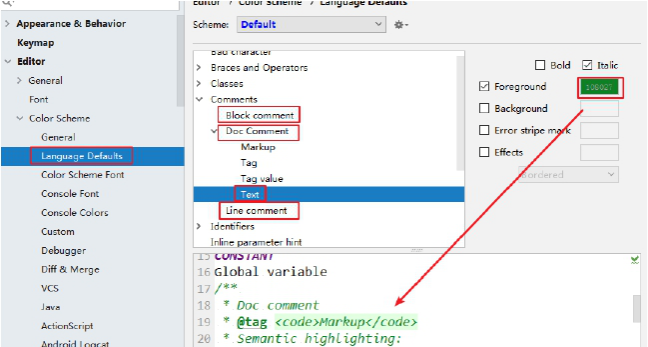 Editor › Color Scheme › Language Defaults
Scheme: Default
Appearance & Behavior
Keymap
Editor
General
Font
Color Scheme
General
Language Defaults
Color Scheme Font
Console Font
Console Colors
Custom
Debugger
Diff & Merge
VCS
Java
ActionScript
Android Logcat
Bad character
Braces and Operators
Classes
Comments
Block comment
Doc Comment
Markup
Tag
Tag value
Text
Line comment
Identifiers
Inline parameter hint
Bold Italic
Foreground
Background
Error stripe mark
Effects
Bordered
15 CONSTANT
16 Global variable
17 /**
18 * Doc comment
19 * @tag <code>Markup</code>
20 * Semantic highlighting: